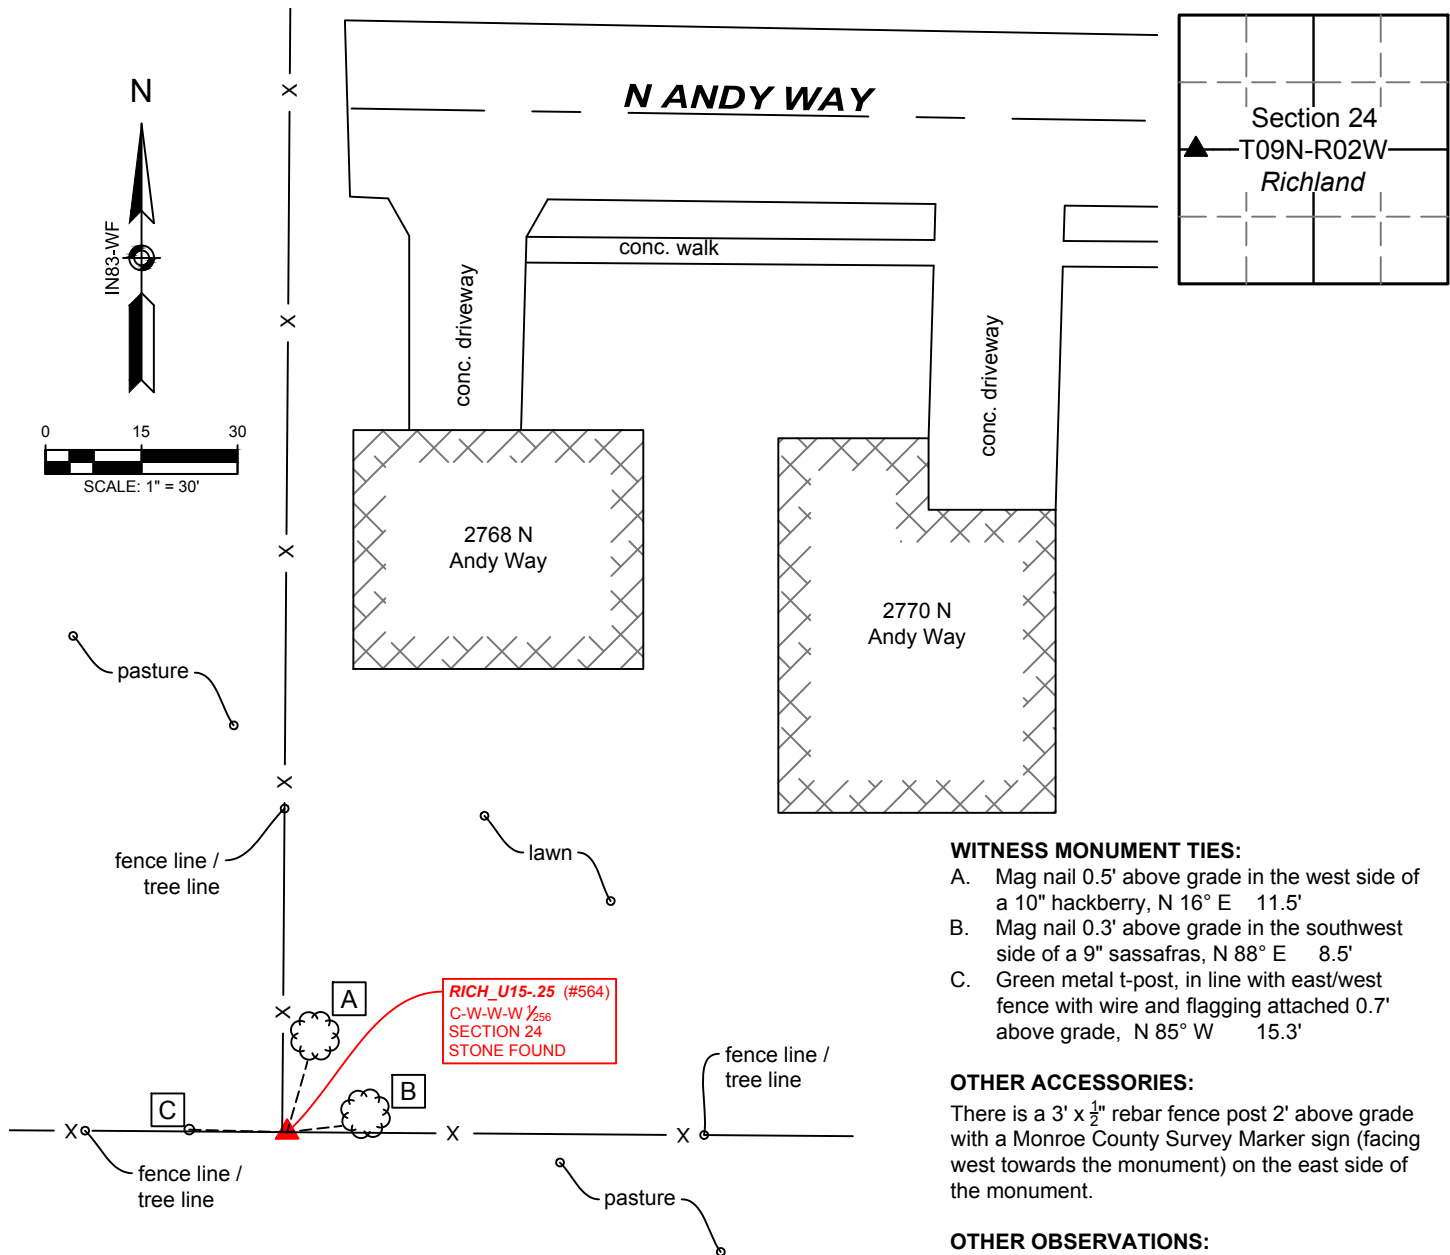 N ANDY WAY
N
IN83-WF
0 15 30
SCALE: 1" = 30'
Section 24
T09N-R02W
Richland
conc. walk
conc. driveway
conc. driveway
2768 N
Andy Way
2770 N
Andy Way
pasture
fence line /
tree line
lawn
A
B
C
RICH_U15-.25 (#564)
C-W-W-W 1/256
SECTION 24
STONE FOUND
fence line /
tree line
fence line /
tree line
pasture
X
X
X
X
X
X
X
X
WITNESS MONUMENT TIES:
A. Mag nail 0.5' above grade in the west side of
a 10" hackberry, N 16° E 11.5'
B. Mag nail 0.3' above grade in the southwest
side of a 9" sassafras, N 88° E 8.5'
C. Green metal t-post, in line with east/west
fence with wire and flagging attached 0.7'
above grade, N 85° W 15.3'
OTHER ACCESSORIES:
There is a 3' x 1/2" rebar fence post 2' above grade
with a Monroe County Survey Marker sign (facing
west towards the monument) on the east side of
the monument.
OTHER OBSERVATIONS: